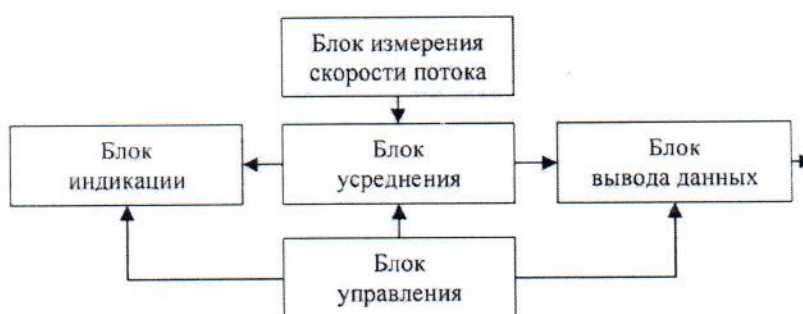 Блок измерения
скорости потока
Блок
индикации
Блок
усреднения
Блок
вывода данных
Блок
управления